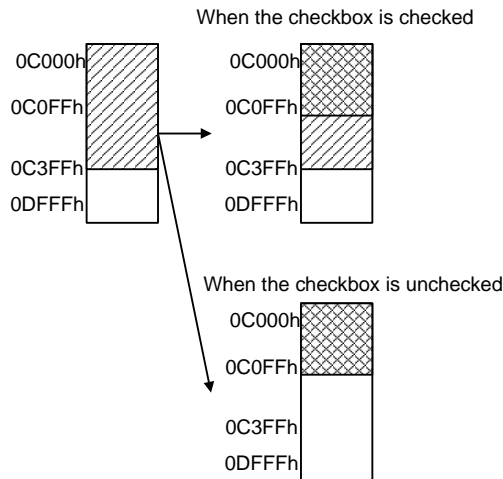 When the checkbox is checked
0C000h
0C0FFh
0C3FFh
0DFFFh
0C000h
0C0FFh
0C3FFh
0DFFFh
When the checkbox is unchecked
0C000h
0C0FFh
0C3FFh
0DFFFh